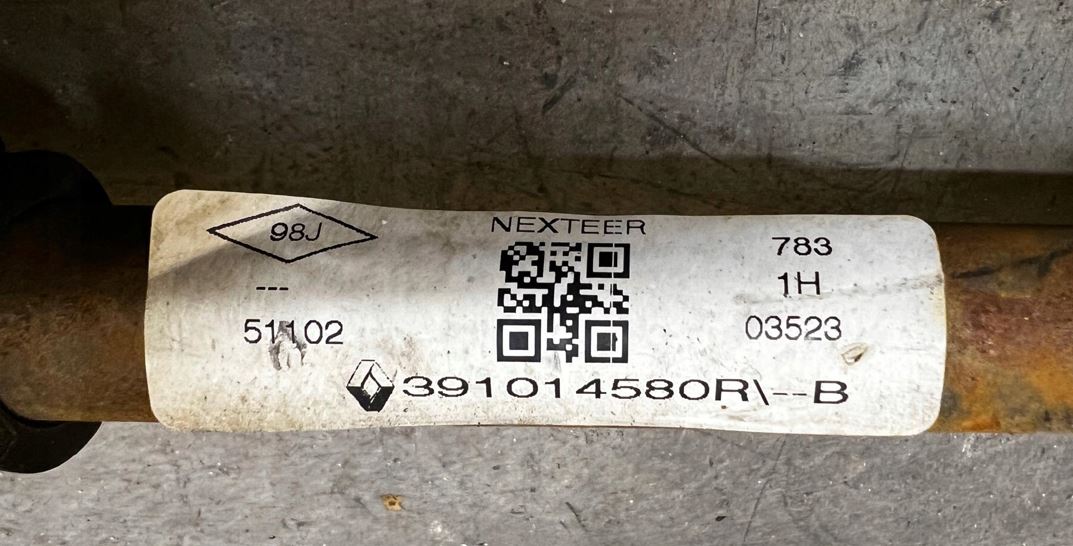 98J
NEXTEER
783
---
1H
51102
03523
391014580R\--B